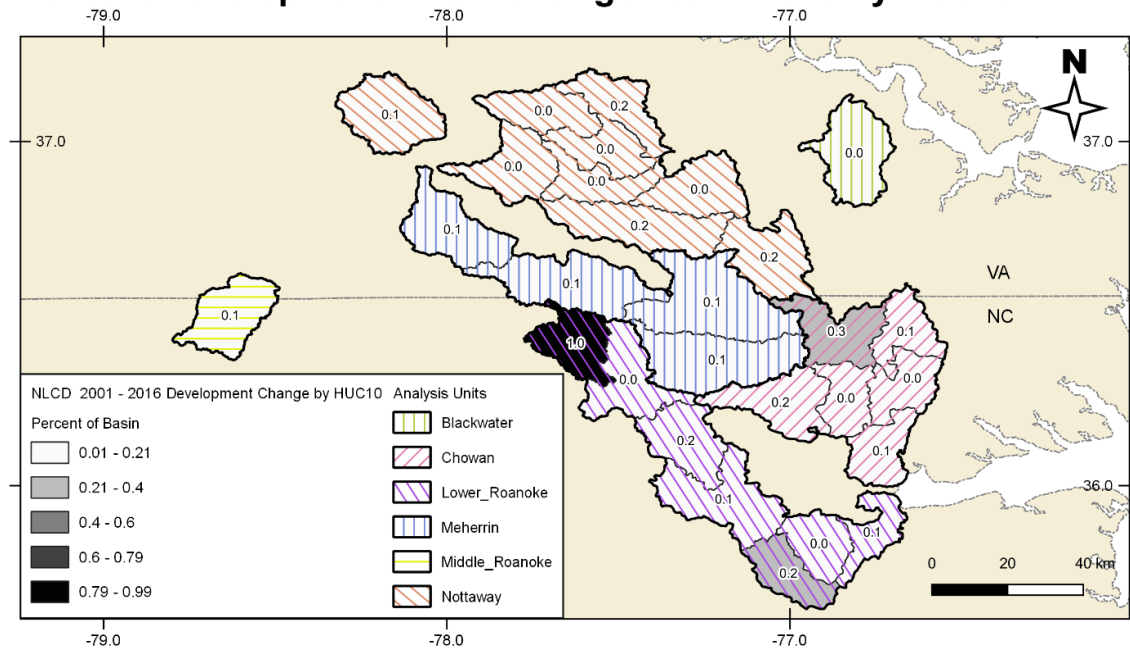 -79.0 -78.0 -77.0
N
37.0 37.0
0.1
0.0
0.2
0.0
0.0
0.0
0.0
0.0
0.2
0.2
0.1
0.1
0.1
VA
0.1
NC
0.3
0.1
1.0
0.1
0.0
0.0
0.2
0.0
0.2
0.1
0.1
0.1
0.0
0.2
36.0
NLCD 2001 - 2016 Development Change by HUC10
Percent of Basin
0.01 - 0.21
0.21 - 0.4
0.4 - 0.6
0.6 - 0.79
0.79 - 0.99
Analysis Units
Blackwater
Chowan
Lower_Roanoke
Meherrin
Middle_Roanoke
Nottaway
0 20 40 km
-79.0 -78.0 -77.0